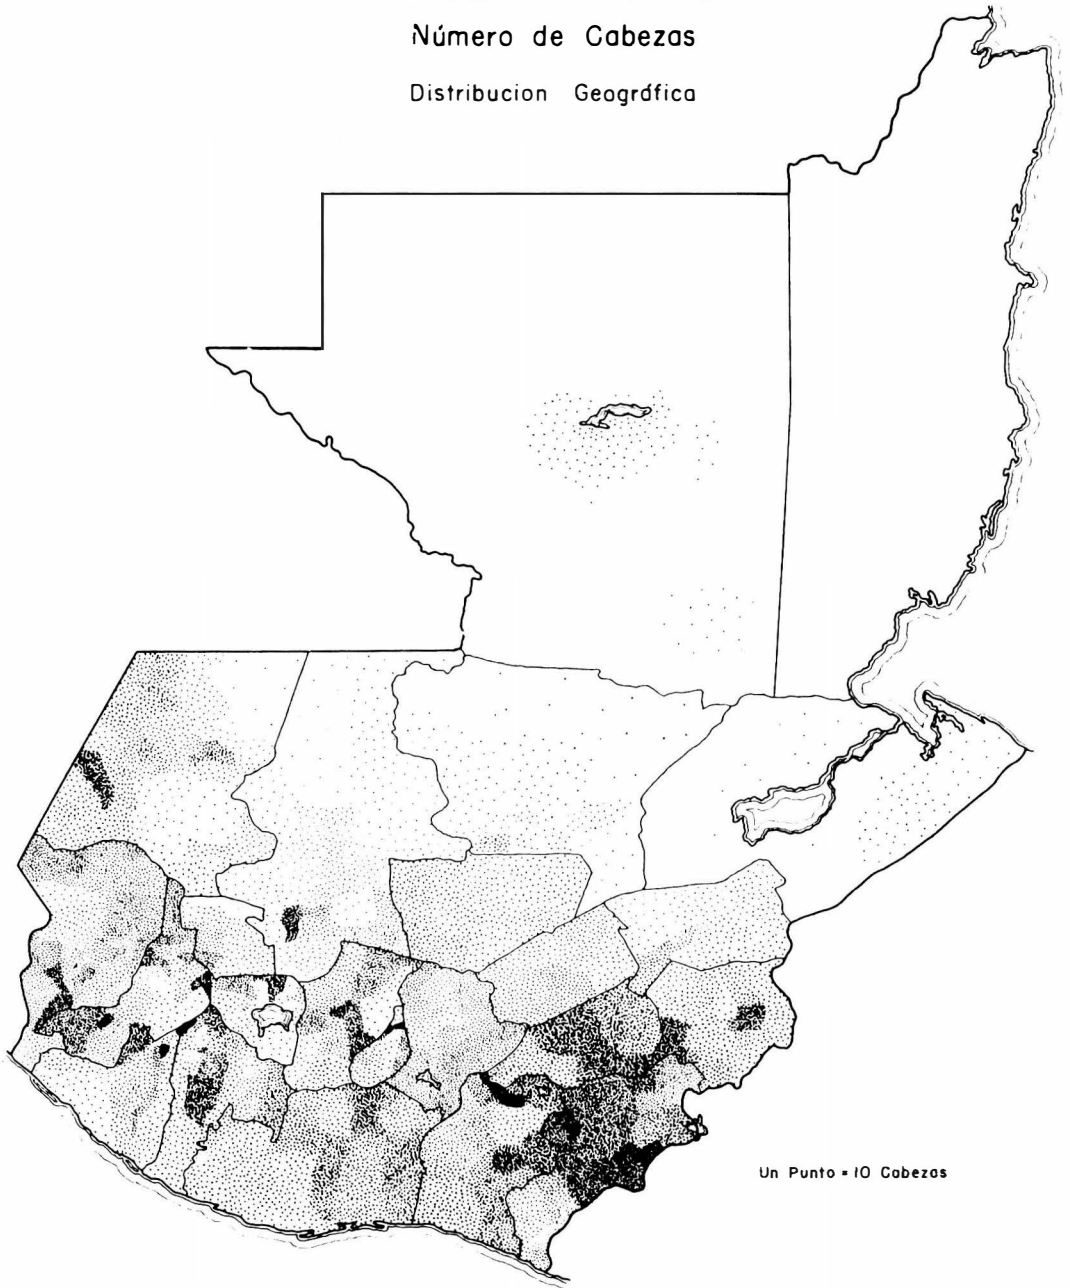 Número de Cabezas
Distribucion Geográfica
Un Punto = 10 Cabezas